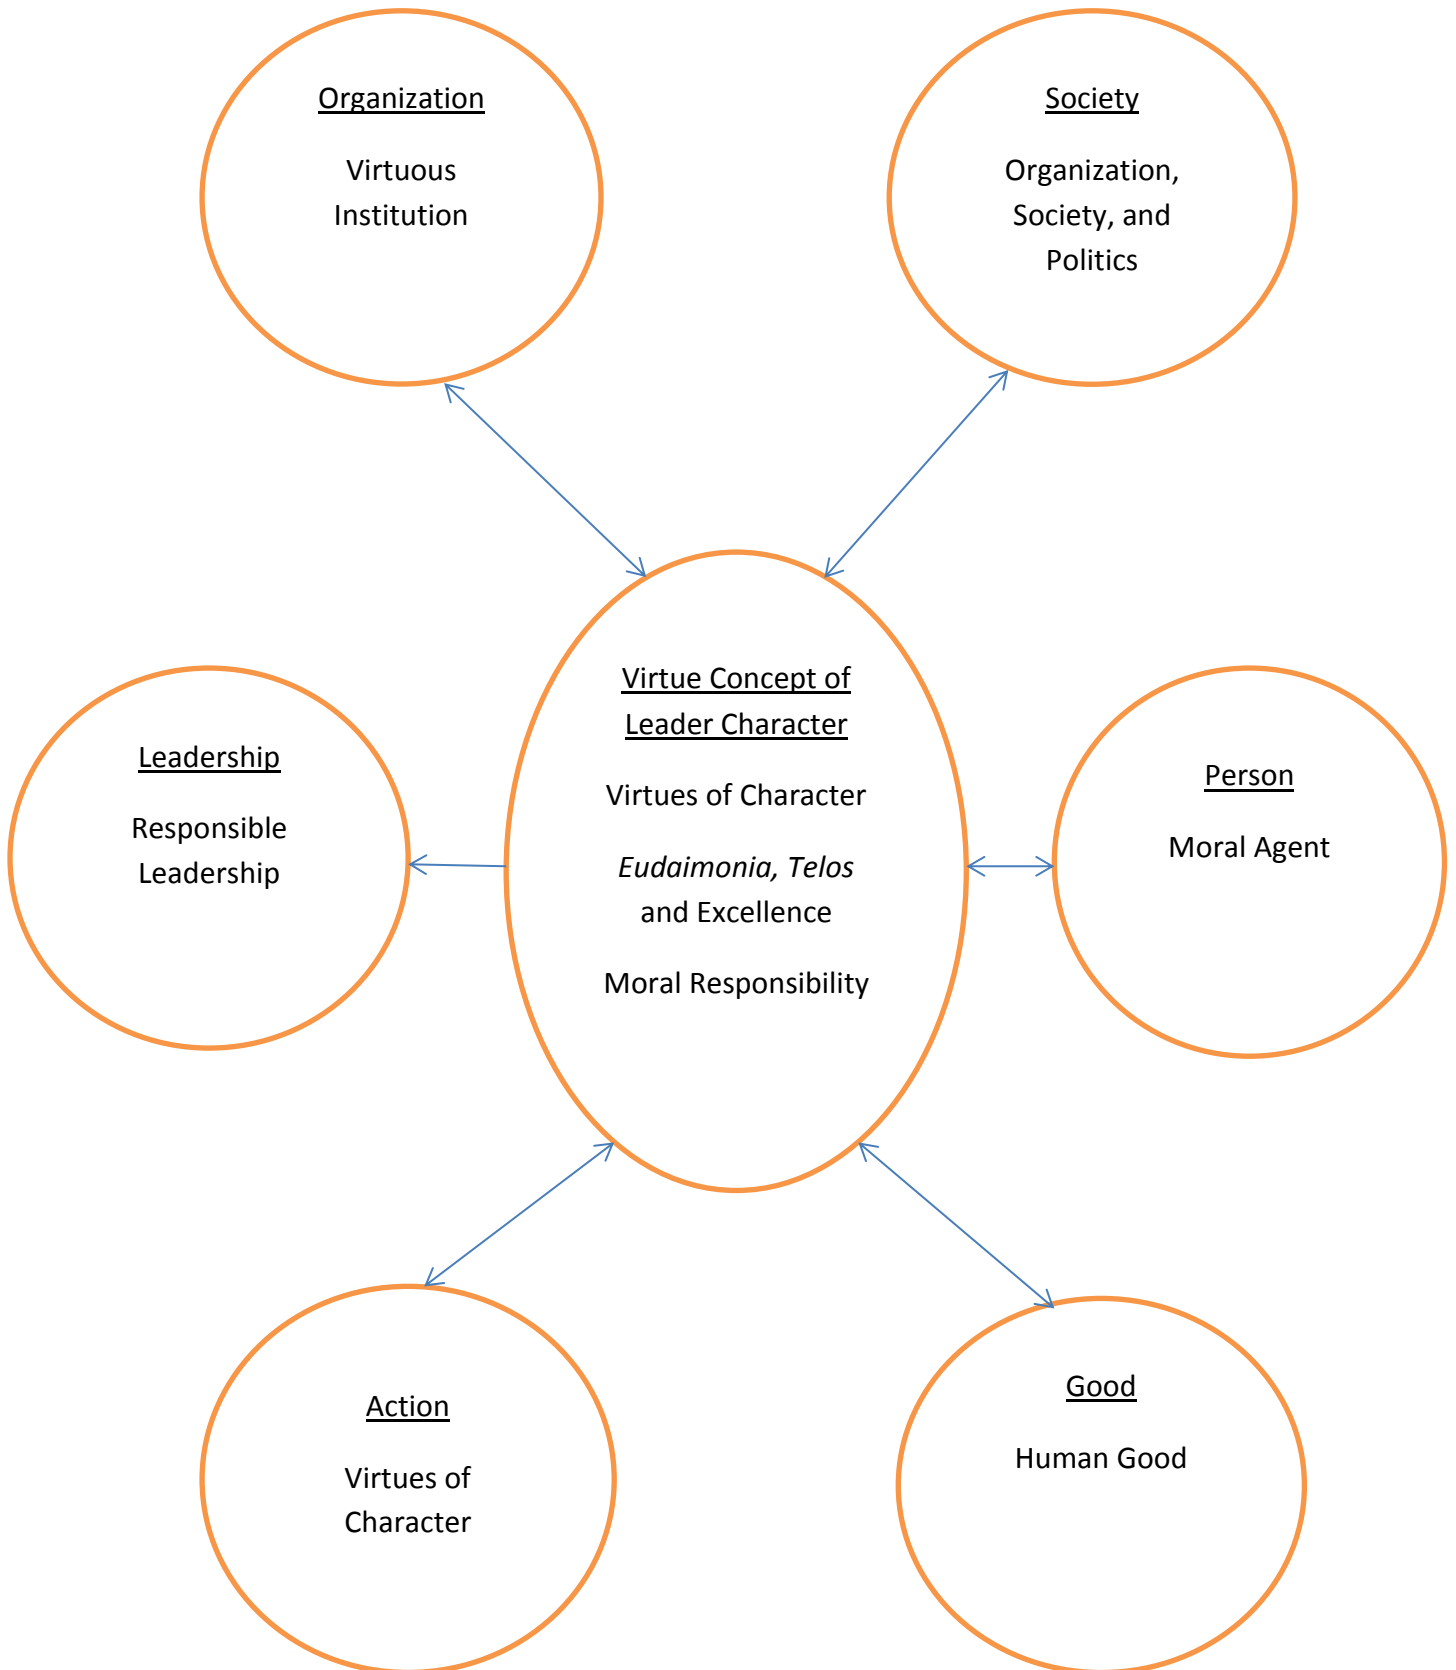 Organization
Virtuous
Institution
Society
Organization,
Society, and
Politics
Virtue Concept of
Leader Character
Virtues of Character
Eudaimonia, Telos
and Excellence
Moral Responsibility
Leadership
Responsible
Leadership
Person
Moral Agent
Action
Virtues of
Character
Good
Human Good